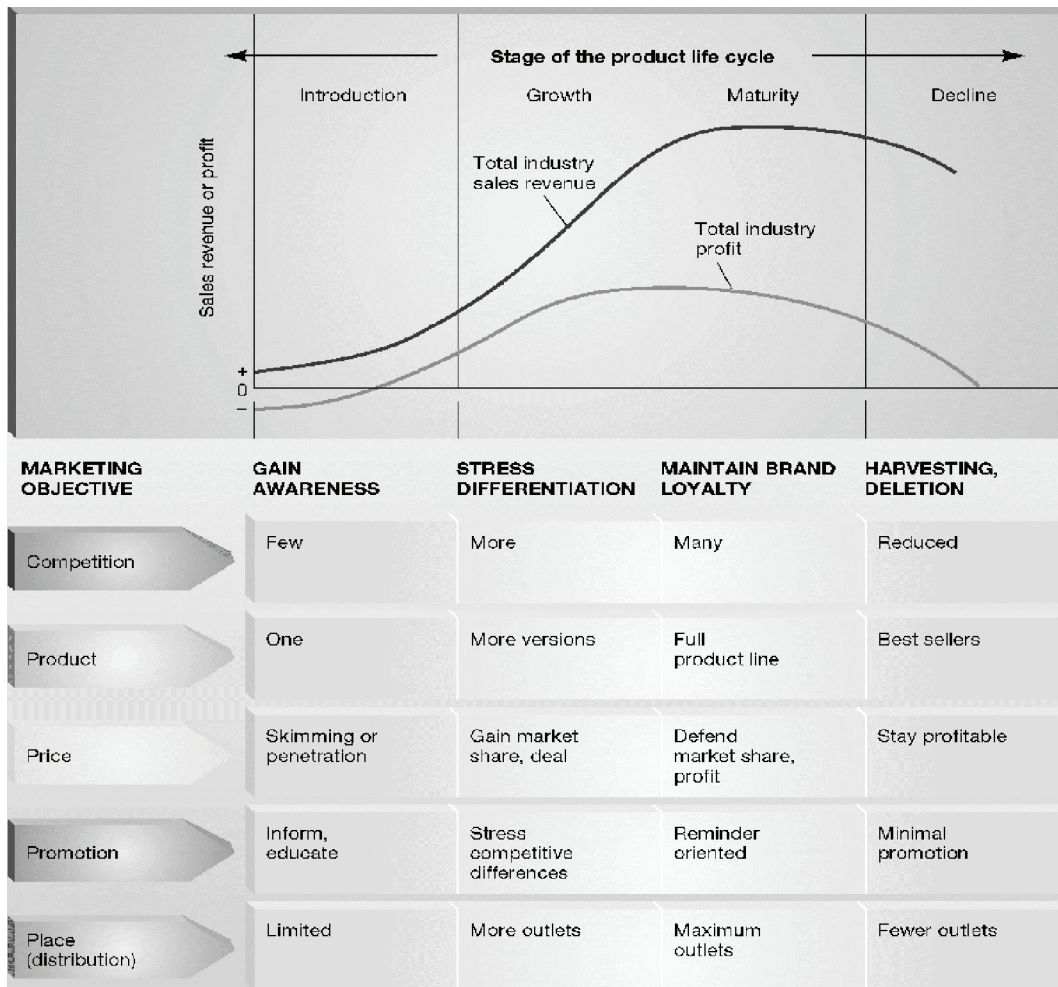 Stage of the product life cycle
Introduction
Growth
Maturity
Decline
Sales revenue or profit
Total industry
sales revenue
Total industry
profit
+
0
–
MARKETING
OBJECTIVE
GAIN
AWARENESS
STRESS
DIFFERENTIATION
MAINTAIN BRAND
LOYALTY
HARVESTING,
DELETION
Competition
Few
More
Many
Reduced
Product
One
More versions
Full
product line
Best sellers
Price
Skimming or
penetration
Gain market
share, deal
Defend
market share,
profit
Stay profitable
Promotion
Inform,
educate
Stress
competitive
differences
Reminder
oriented
Minimal
promotion
Place
(distribution)
Limited
More outlets
Maximum
outlets
Fewer outlets